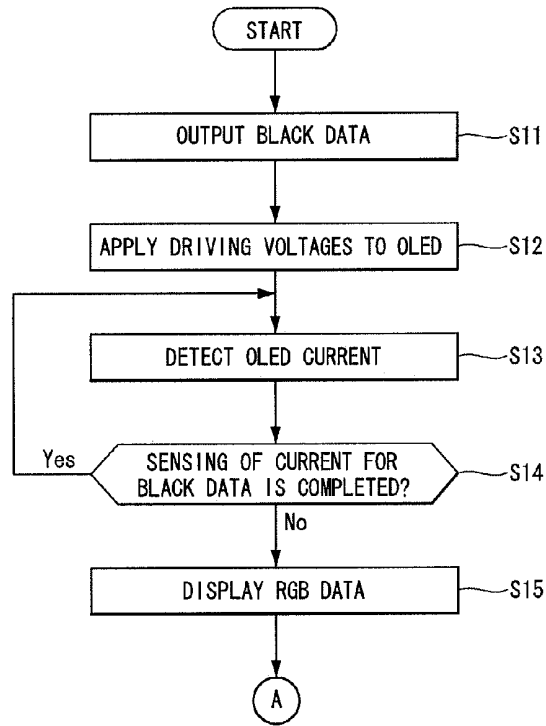 START
OUTPUT BLACK DATA
S11
APPLY DRIVING VOLTAGES TO OLED
S12
DETECT OLED CURRENT
S13
Yes
SENSING OF CURRENT FOR
BLACK DATA IS COMPLETED?
S14
No
DISPLAY RGB DATA
S15
A